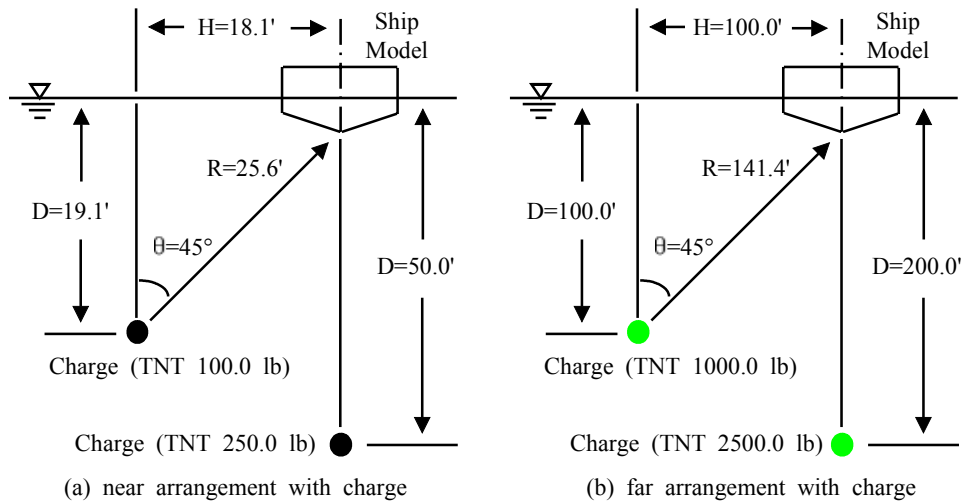 H=18.1'
Ship
Model
R=25.6'
D=19.1'
θ=45°
D=50.0'
Charge (TNT 100.0 lb)
Charge (TNT 250.0 lb)
(a) near arrangement with charge
H=100.0'
Ship
Model
R=141.4'
D=100.0'
θ=45°
D=200.0'
Charge (TNT 1000.0 lb)
Charge (TNT 2500.0 lb)
(b) far arrangement with charge